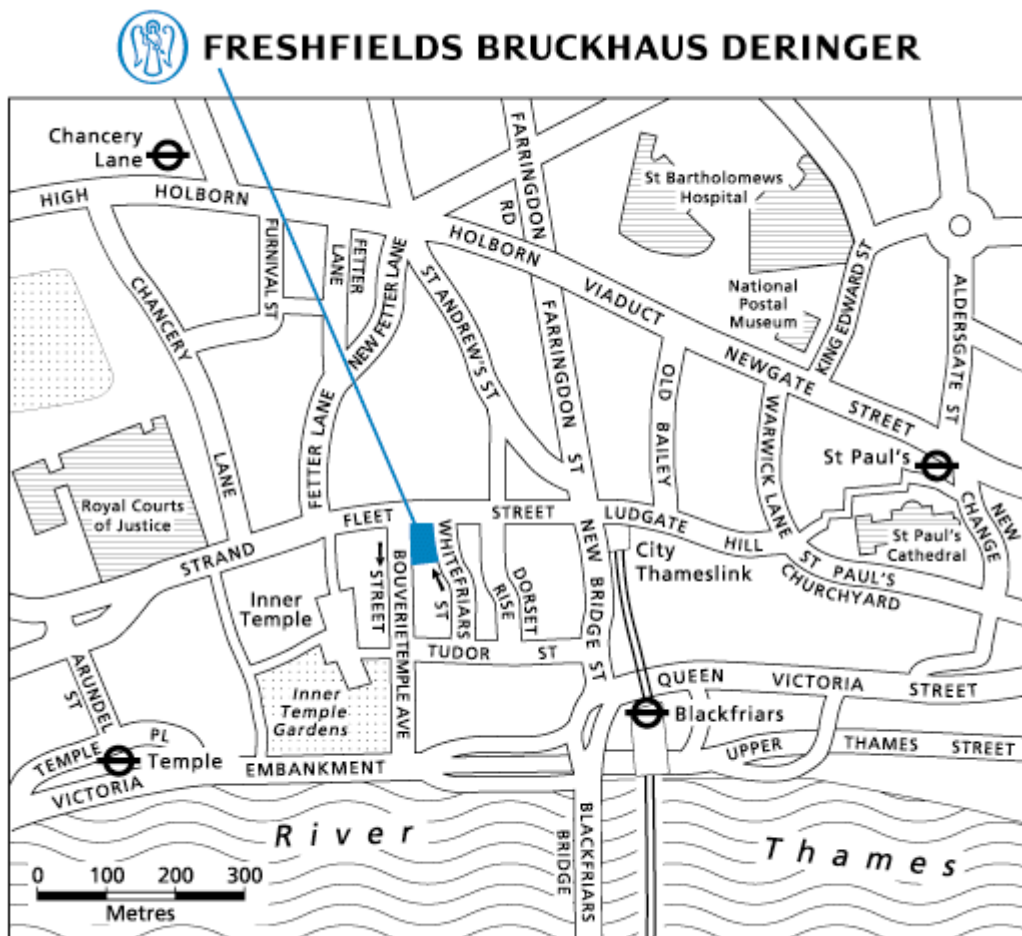 FRESHFIELDS BRUCKHAUS DERINGER
Chancery
Lane
HIGH HOLBORN
FURNIVAL ST
FETTER
LANE
FETTER
LANE
NEW FETTER LANE
FETTER LANE
CHANCERY
LANE
ST ANDREW'S ST
FARRINGDON
RD
FARRINGDON ST
HOLBORN
VIADUCT
St Bartholomews
Hospital
National
Postal
Museum
KING EDWARD ST
ALDERSGATE ST
NEWGATE
STREET
OLD BAILEY
WARWICK LANE
St Paul's
St Paul's
Cathedral
NEW
CHANGE
Royal Courts
of Justice
STRAND
FLEET STREET
LUDGATE
HILL
ST PAUL'S
CHURCHYARD
City
Thameslink
NEW BRIDGE ST
WHITEFRIARS
ST
BOUVERIE
STREET
TEMPLE AVE
DORSET
RISE
TUDOR ST
Inner
Temple
Inner
Temple
Gardens
ARUNDEL
ST
TEMPLE
PL
Temple
VICTORIA
EMBANKMENT
QUEEN VICTORIA STREET
Blackfriars
UPPER THAMES STREET
BLACKFRIARS
BRIDGE
River Thames
0 100 200 300
Metres